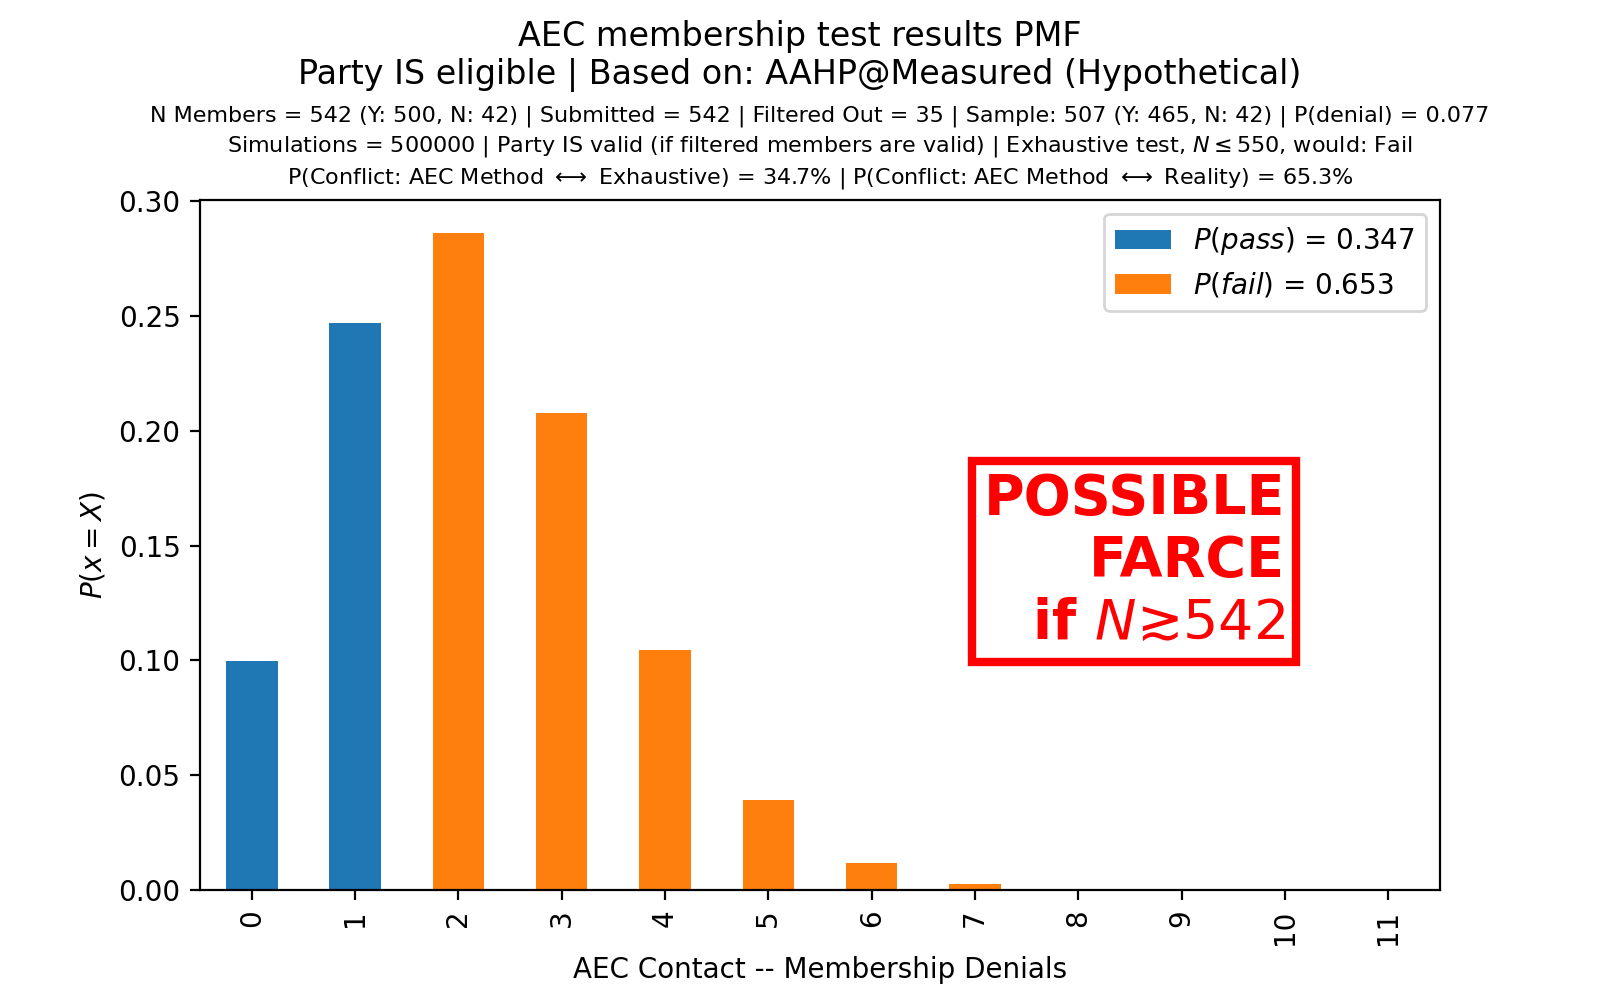 AEC membership test results PMF
Party IS eligible | Based on: AAHP@Measured (Hypothetical)
N Members = 542 (Y: 500, N: 42) | Submitted = 542 | Filtered Out = 35 | Sample: 507 (Y: 465, N: 42) | P(denial) = 0.077
Simulations = 500000 | Party IS valid (if filtered members are valid) | Exhaustive test, N ≤ 550, would: Fail
P(Conflict: AEC Method ⟷ Exhaustive) = 34.7% | P(Conflict: AEC Method ⟷ Reality) = 65.3%
0.30
0.25
0.20
0.15
0.10
0.05
0.00
P(x = X)
P(pass) = 0.347
P(fail) = 0.653
POSSIBLE
FARCE
if N≳542
0 1 2 3 4 5 6 7 8 9 10 11
AEC Contact -- Membership Denials